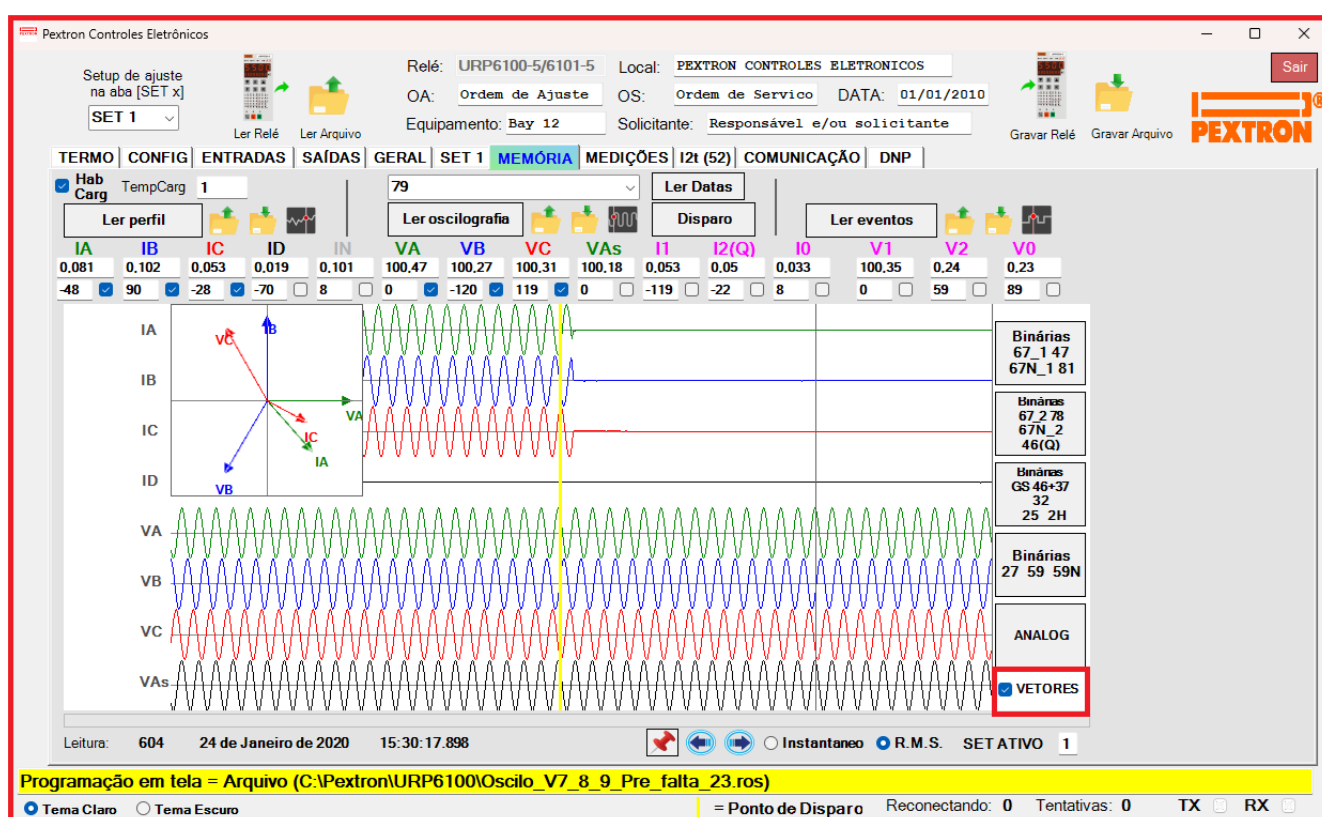 Pextron Controles Eletrônicos
Setup de ajuste
na aba [SET x]
SET 1
Ler Relé
Ler Arquivo
Relé: URP6100-5/6101-5 Local: PEXTRON CONTROLES ELETRONICOS
OA: Ordem de Ajuste OS: Ordem de Servico DATA: 01/01/2010
Equipamento: Bay 12 Solicitante: Responsável e/ou solicitante
Gravar Relé
Gravar Arquivo
Sair
PEXTRON
®
TERMO CONFIG ENTRADAS SAÍDAS GERAL SET 1 MEMÓRIA MEDIÇÕES I2t (52) COMUNICAÇÃO DNP
Hab
Carg
TempCarg 1
79
Ler Datas
Ler perfil
Ler oscilografia
Disparo
Ler eventos
IA IB IC ID IN VA VB VC VAs I1 I2(Q) I0 V1 V2 V0
0,081 0,102 0,053 0,019 0,101 100,47 100,27 100,31 100,18 0,053 0,05 0,033 100,35 0,24 0,23
-48 90 -28 -70 8 0 -120 119 0 -119 -22 8 0 59 89
IA
IB
IC
ID
VA
VB
VC
VAs
VC
IB
VA
IC
IA
VB
Binárias
67_1 47
67N_1 81
Binárias
67_2 78
67N_2
46(Q)
Binárias
GS 46+37
32
25 2H
Binárias
27 59 59N
ANALOG
VETORES
Leitura: 604 24 de Janeiro de 2020 15:30:17.898
Instantaneo R.M.S. SET ATIVO 1
Programação em tela = Arquivo (C:\Pextron\URP6100\Oscilo_V7_8_9_Pre_falta_23.ros)
Tema Claro Tema Escuro = Ponto de Disparo Reconectando: 0 Tentativas: 0 TX RX